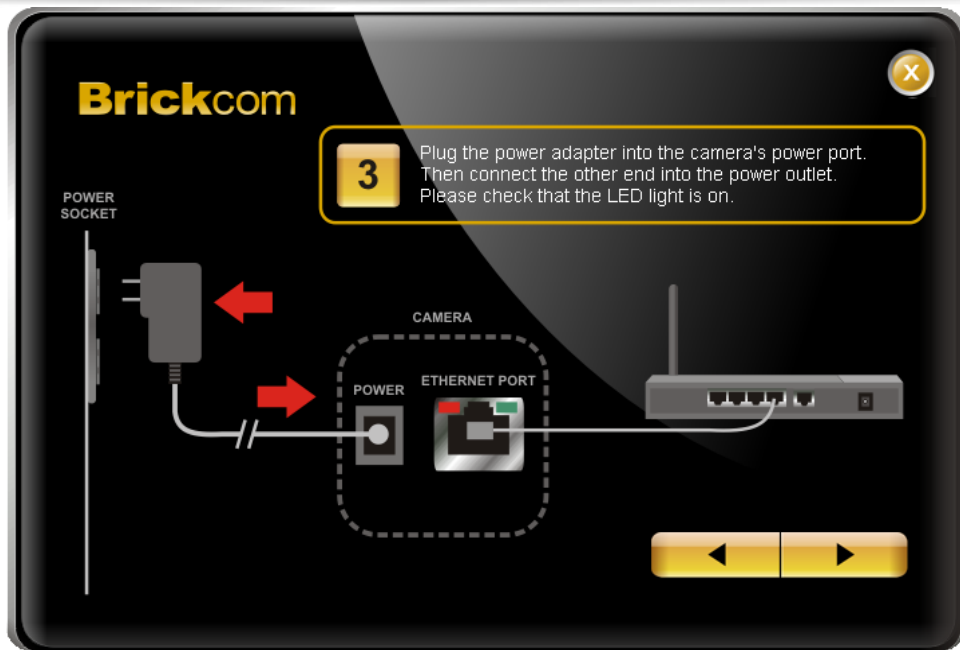 Brickcom
3
Plug the power adapter into the camera's power port.
Then connect the other end into the power outlet.
Please check that the LED light is on.
POWER
SOCKET
CAMERA
POWER
ETHERNET PORT
X